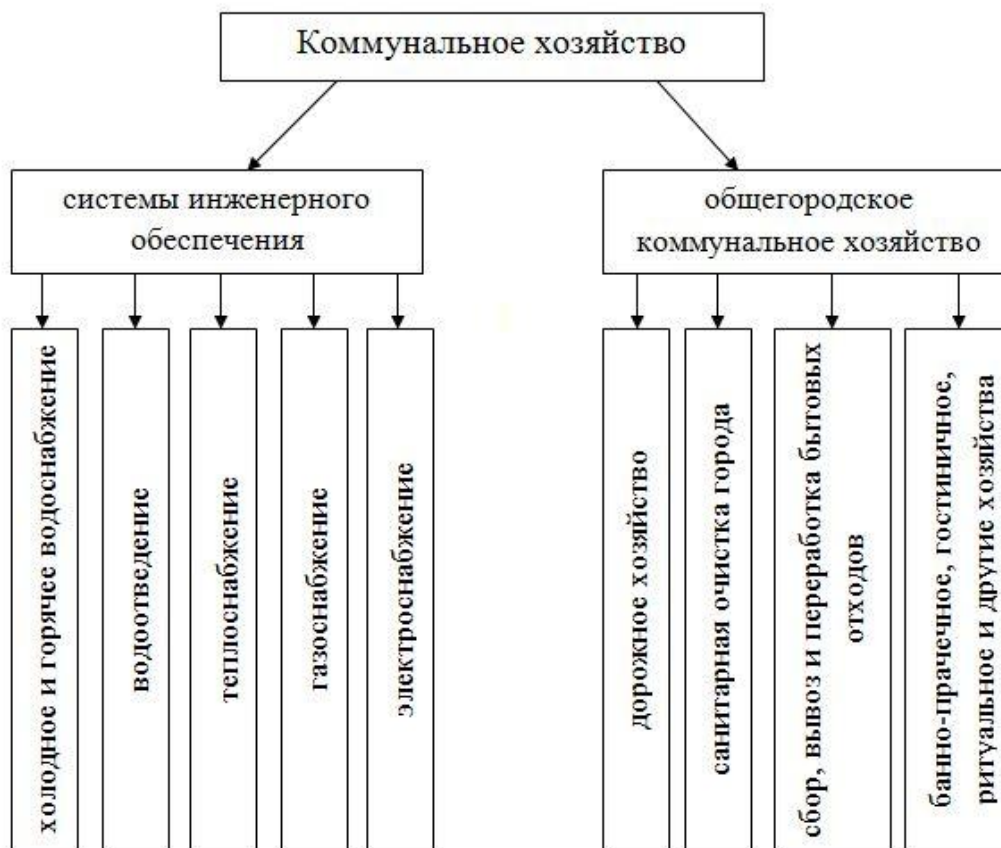 Коммунальное хозяйство
системы инженерного
обеспечения
общегородское
коммунальное хозяйство
холодное и горячее водоснабжение
водоотведение
теплоснабжение
газоснабжение
электроснабжение
дорожное хозяйство
санитарная очистка города
сбор, вывоз и переработка бытовых
отходов
банно-прачечное, гостиничное,
ритуальное и другие хозяйства